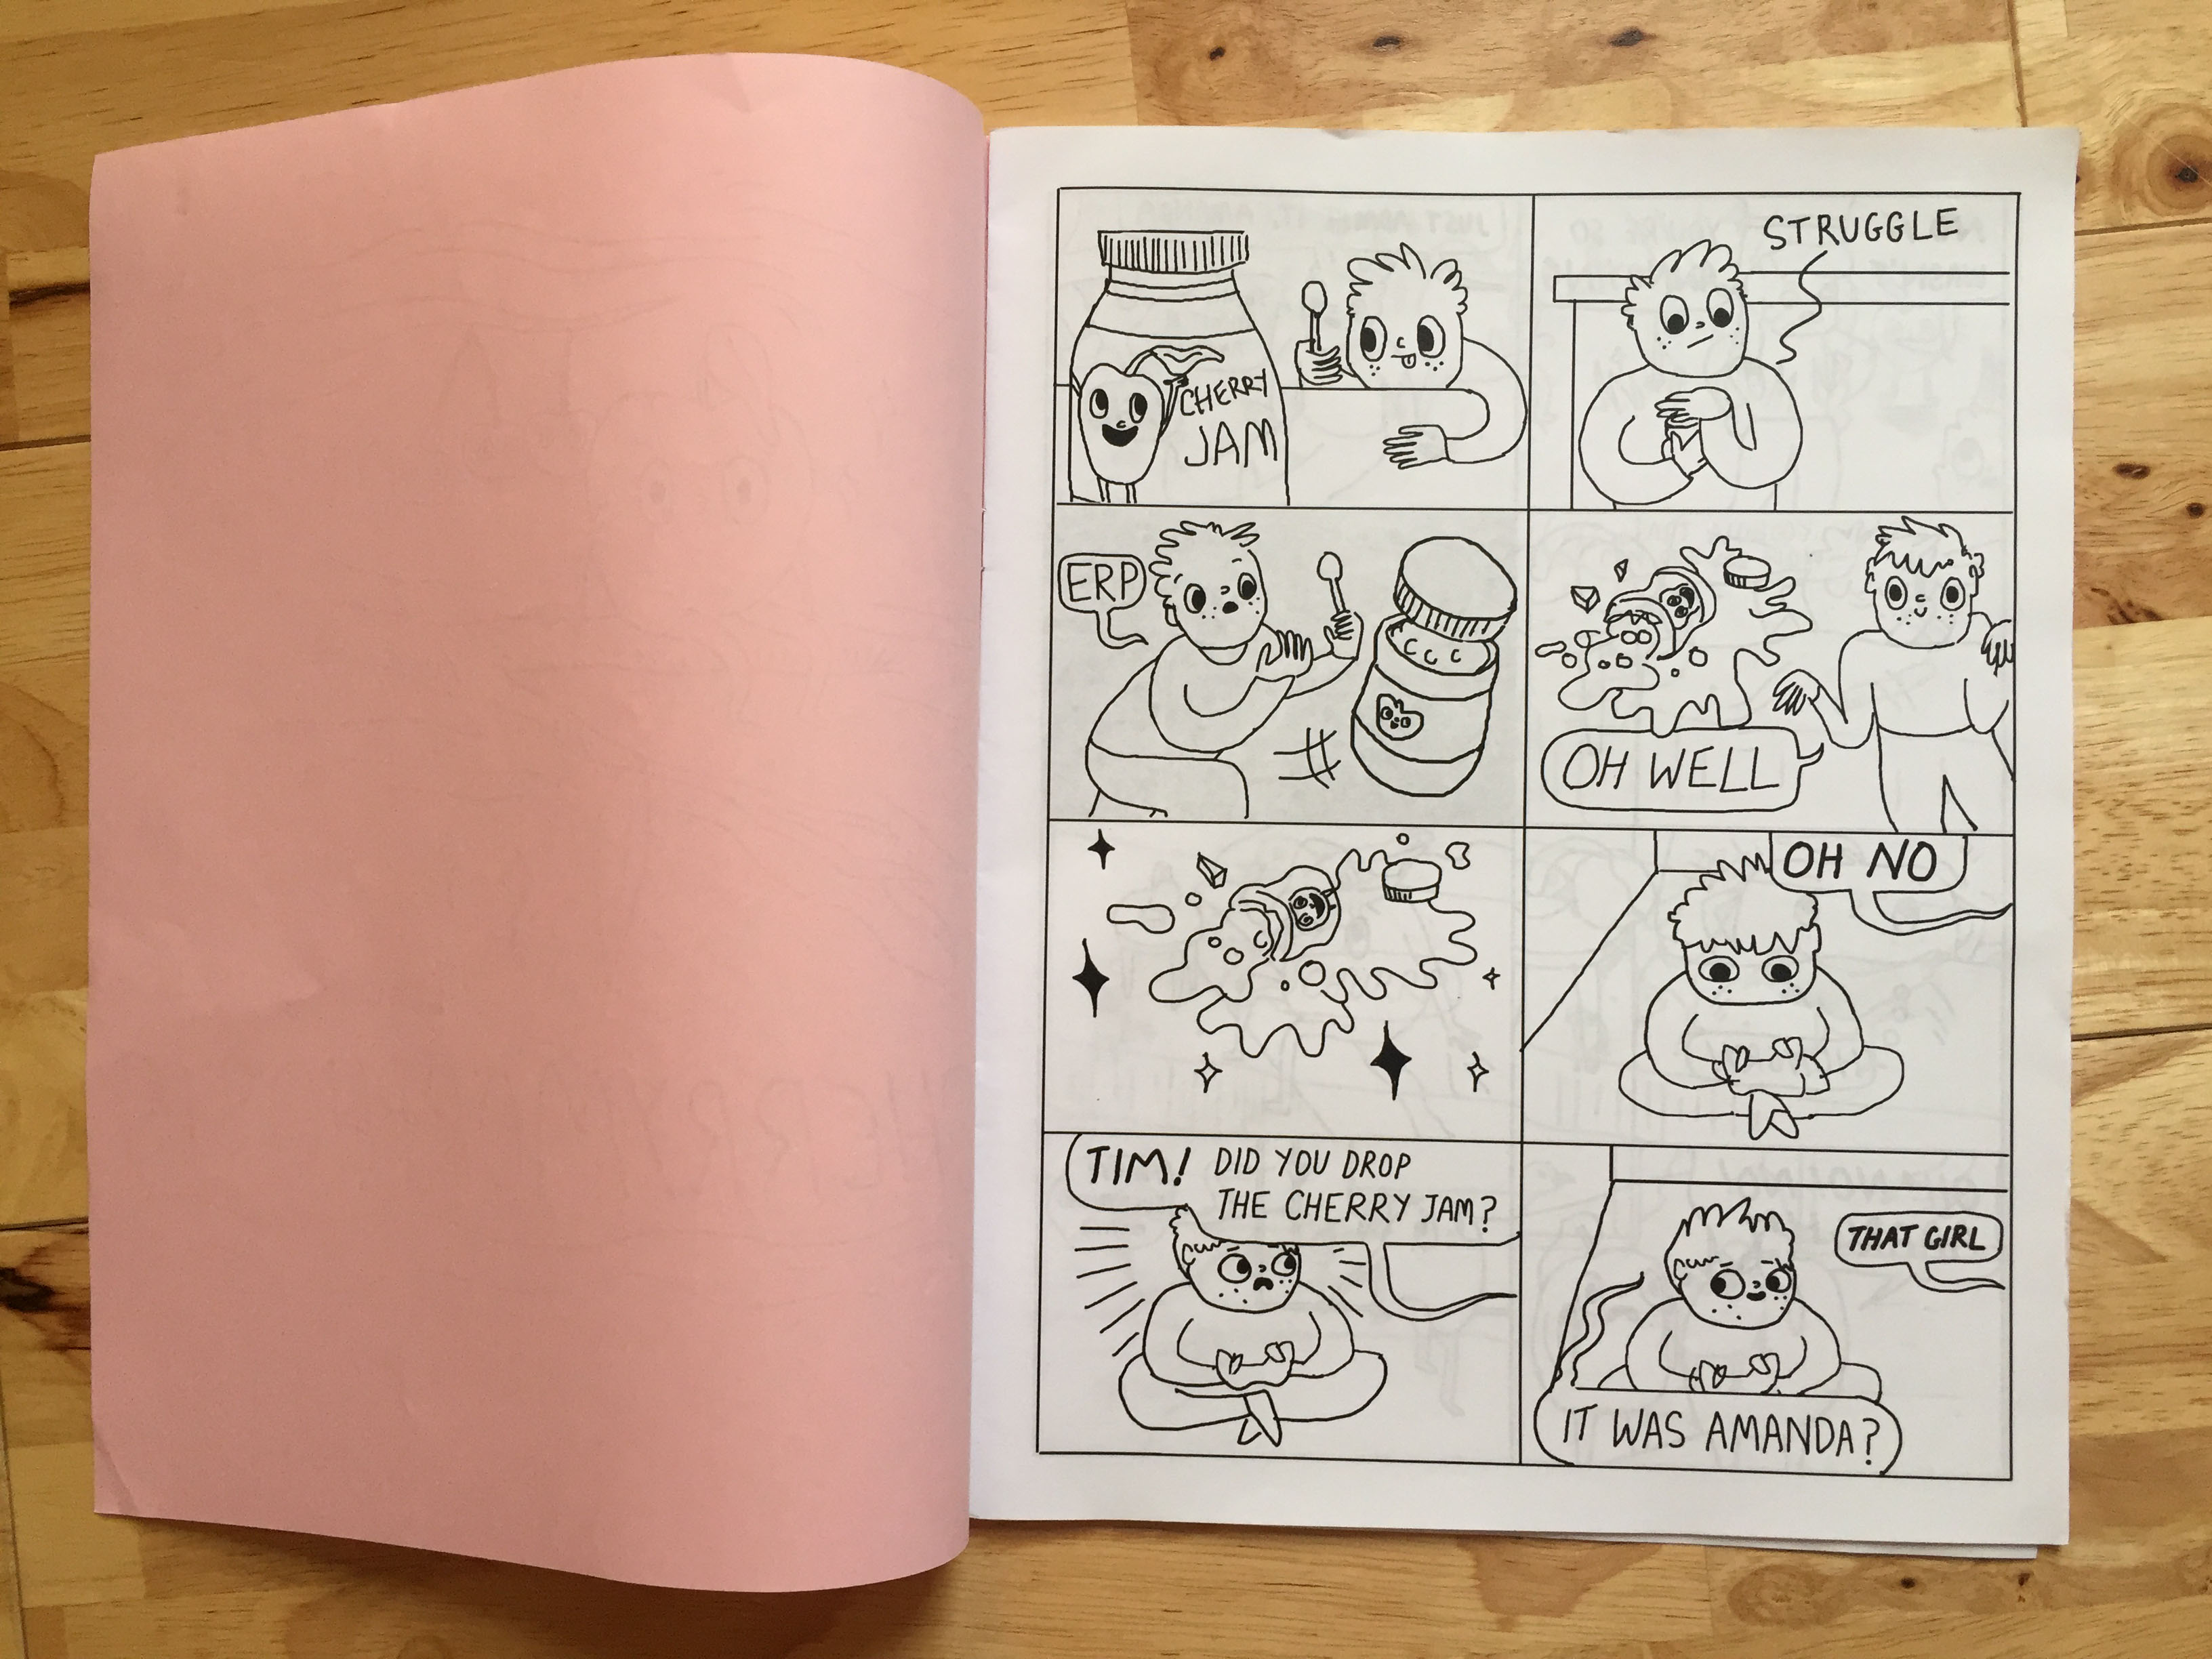 CHERRY
JAM
STRUGGLE
ERP
OH WELL
OH NO
TIM! DID YOU DROP
THE CHERRY JAM?
THAT GIRL
IT WAS AMANDA?